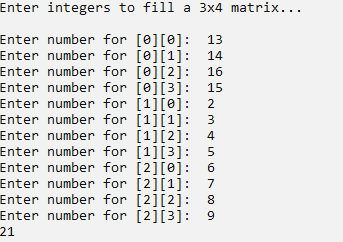 Enter integers to fill a 3x4 matrix...

Enter number for [0][0]:  13
Enter number for [0][1]:  14
Enter number for [0][2]:  16
Enter number for [0][3]:  15
Enter number for [1][0]:  2
Enter number for [1][1]:  3
Enter number for [1][2]:  4
Enter number for [1][3]:  5
Enter number for [2][0]:  6
Enter number for [2][1]:  7
Enter number for [2][2]:  8
Enter number for [2][3]:  9
21